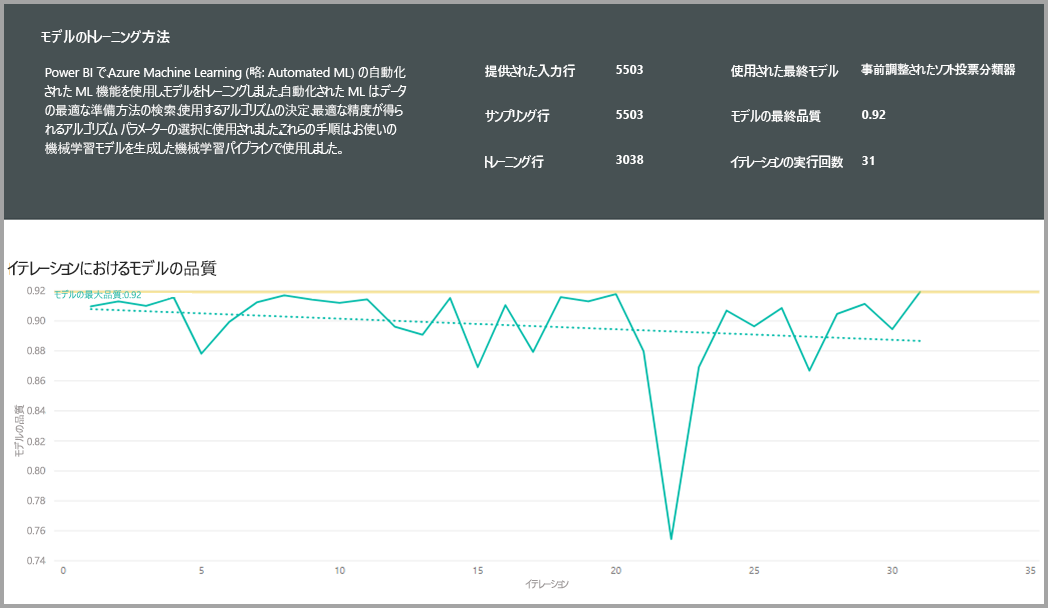 モデルのトレーニング方法
Power BI で、Azure Machine Learning (略: Automated ML) の自動化
された ML 機能を使用し、モデルをトレーニングしました。自動化された ML はデータ
の最適な準備方法の検索、使用するアルゴリズムの決定、最適な精度が得ら
れるアルゴリズム パラメーターの選択に使用されました。これらの手順は、お使いの
機械学習モデルを生成した機械学習パイプラインで使用しました。
提供された入力行 5503
サンプリング行 5503
トレーニング行 3038
使用された最終モデル 事前調整されたソフト投票分類器
モデルの最終品質 0.92
イテレーションの実行回数 31
イテレーションにおけるモデルの品質
モデルの最大品質:0.92
0.92
0.90
0.88
0.86
0.84
0.82
0.80
0.78
0.76
0.74
モデルの品質
0 5 10 15 20 25 30 35
イテレーション